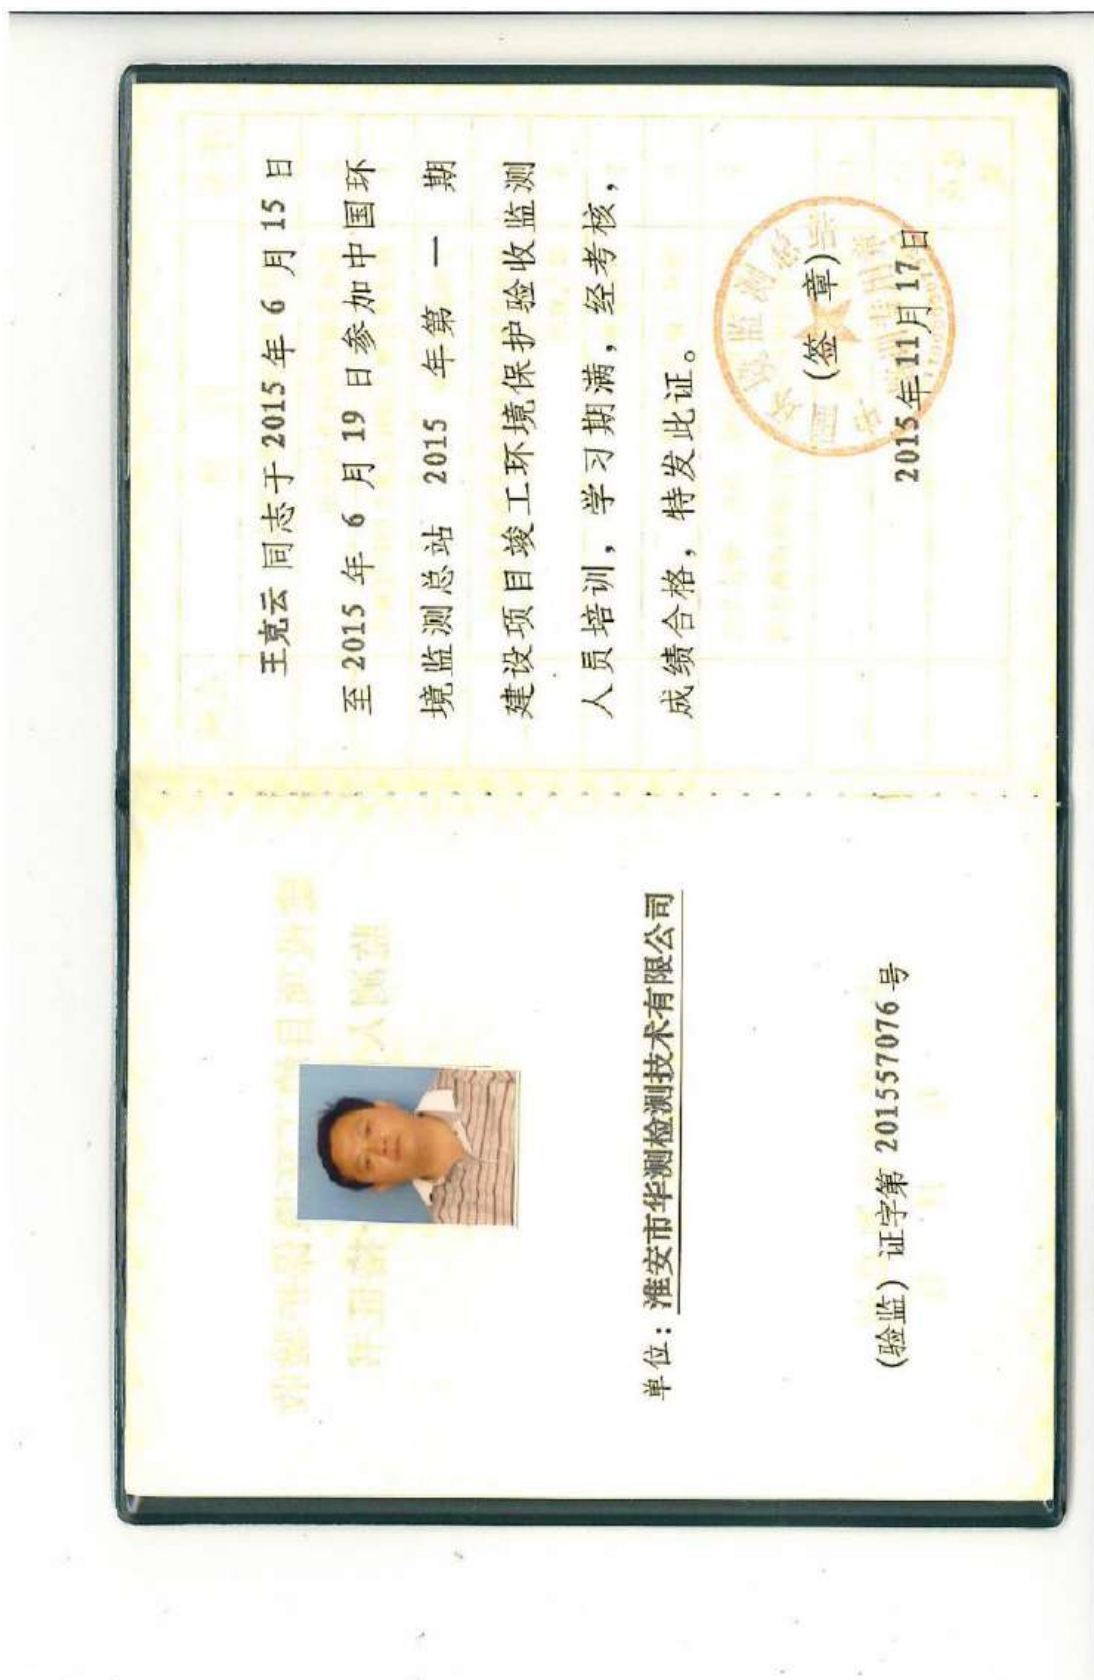 单位：淮安市华测检测技术有限公司
(验监) 证字第 201557076 号
王克云 同志于 2015 年 6 月 15 日
至 2015 年 6 月 19 日参加中国环
境监测总站 2015 年第 一 期
建设项目竣工环境保护验收监测
人员培训，学习期满，经考核，
成绩合格，特发此证。
(签 章)
2015年11月17日